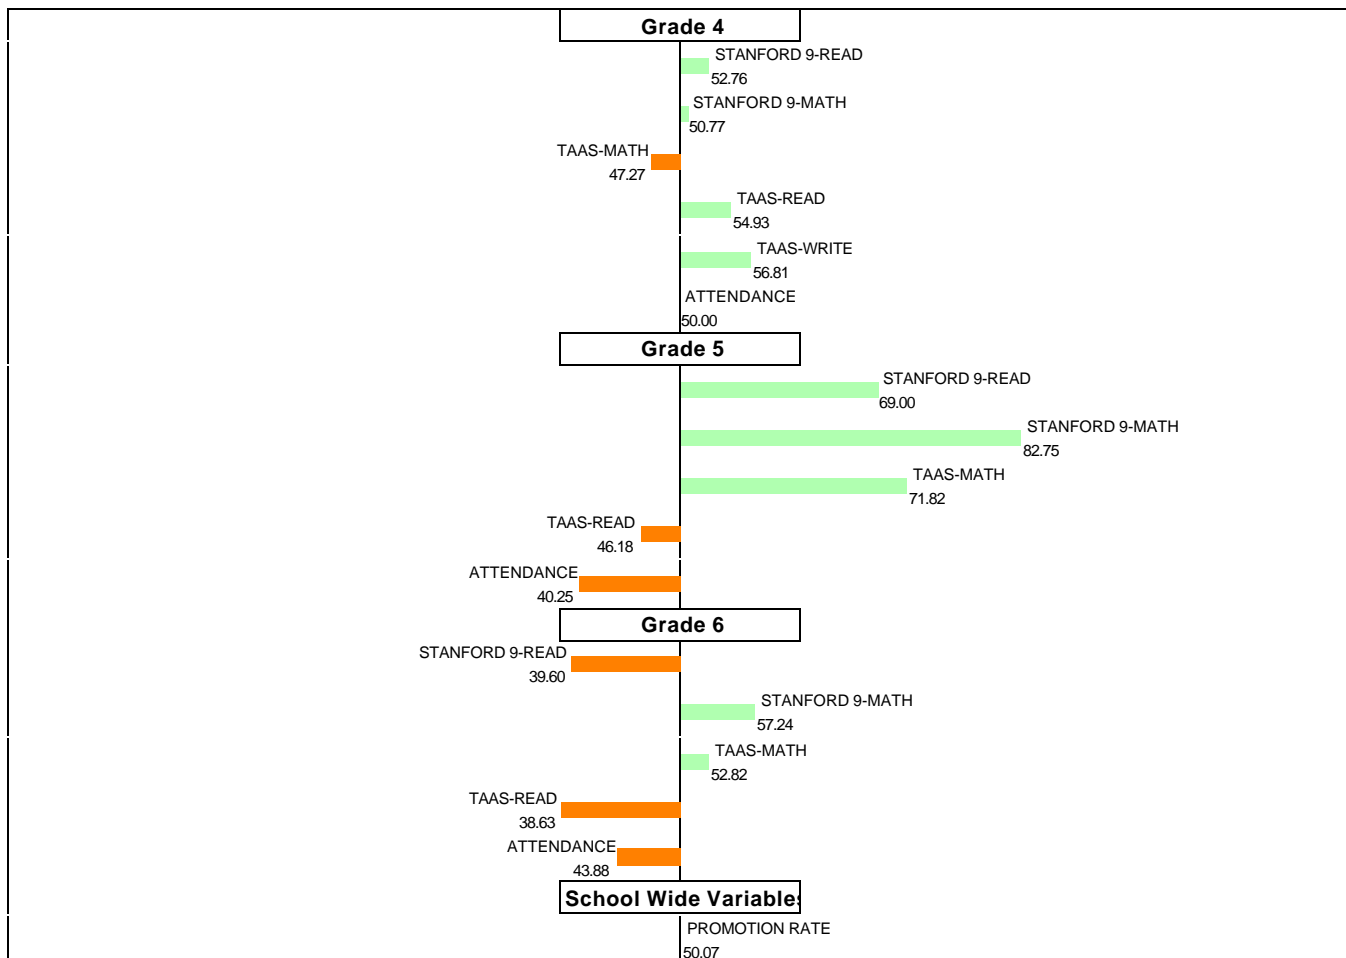 Grade 4
STANFORD 9-READ
52.76
STANFORD 9-MATH
50.77
TAAS-MATH
47.27
TAAS-READ
54.93
TAAS-WRITE
56.81
ATTENDANCE
50.00
Grade 5
STANFORD 9-READ
69.00
STANFORD 9-MATH
82.75
TAAS-MATH
71.82
TAAS-READ
46.18
ATTENDANCE
40.25
Grade 6
STANFORD 9-READ
39.60
STANFORD 9-MATH
57.24
TAAS-MATH
52.82
TAAS-READ
38.63
ATTENDANCE
43.88
School Wide Variables
PROMOTION RATE
50.07